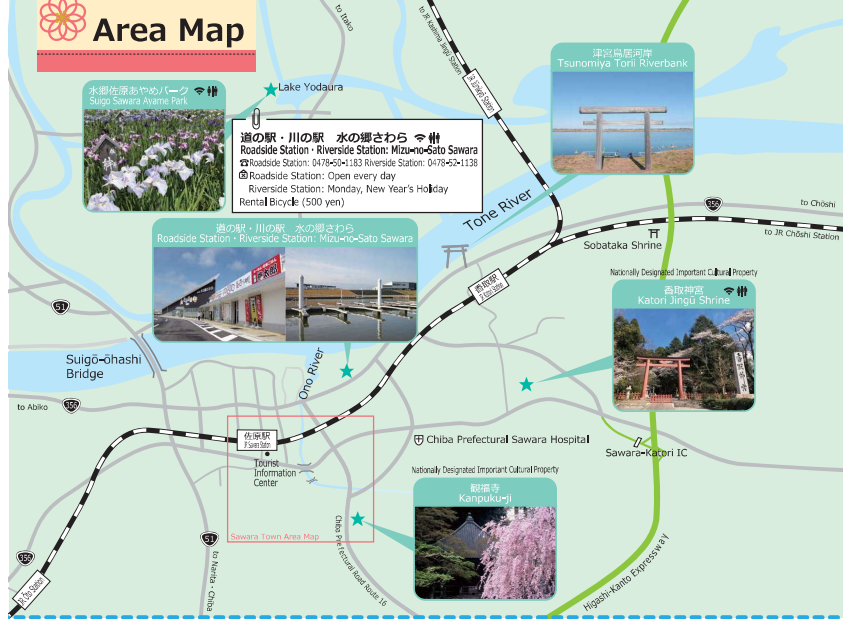 Area Map
to Itako
to JR Kashima Jingū Station
水郷佐原あやめパーク
Suigo Sawara Ayame Park
Lake Yodaura
道の駅・川の駅 水の郷さわら
Roadside Station・Riverside Station: Mizu-no-Sato Sawara
Roadside Station: 0478-50-1183 Riverside Station: 0478-52-1138
Roadside Station: Open every day
Riverside Station: Monday, New Year's Holiday
Rental Bicycle (500 yen)
津宮鳥居河岸
Tsunomiya Torii Riverbank
Tone River
356
to Chōshi
to JR Chōshi Station
Sobataka Shrine
道の駅・川の駅 水の郷さわら
Roadside Station・Riverside Station: Mizu-no-Sato Sawara
香取駅
Nationally Designated Important Cultural Property
香取神宮
Katori Jingū Shrine
51
Suigō-ōhashi
Bridge
Ono River
to Abiko
356
佐原駅
JR Sawara Station
Tourist
Information
Center
Chiba Prefectural Sawara Hospital
Sawara-Katori IC
Nationally Designated Important Cultural Property
観福寺
Kanpuku-ji
Sawara Town Area Map
Chiba Prefectural Road Route 16
51
to Narita・Chiba
356
Higashi-Kanto Expressway